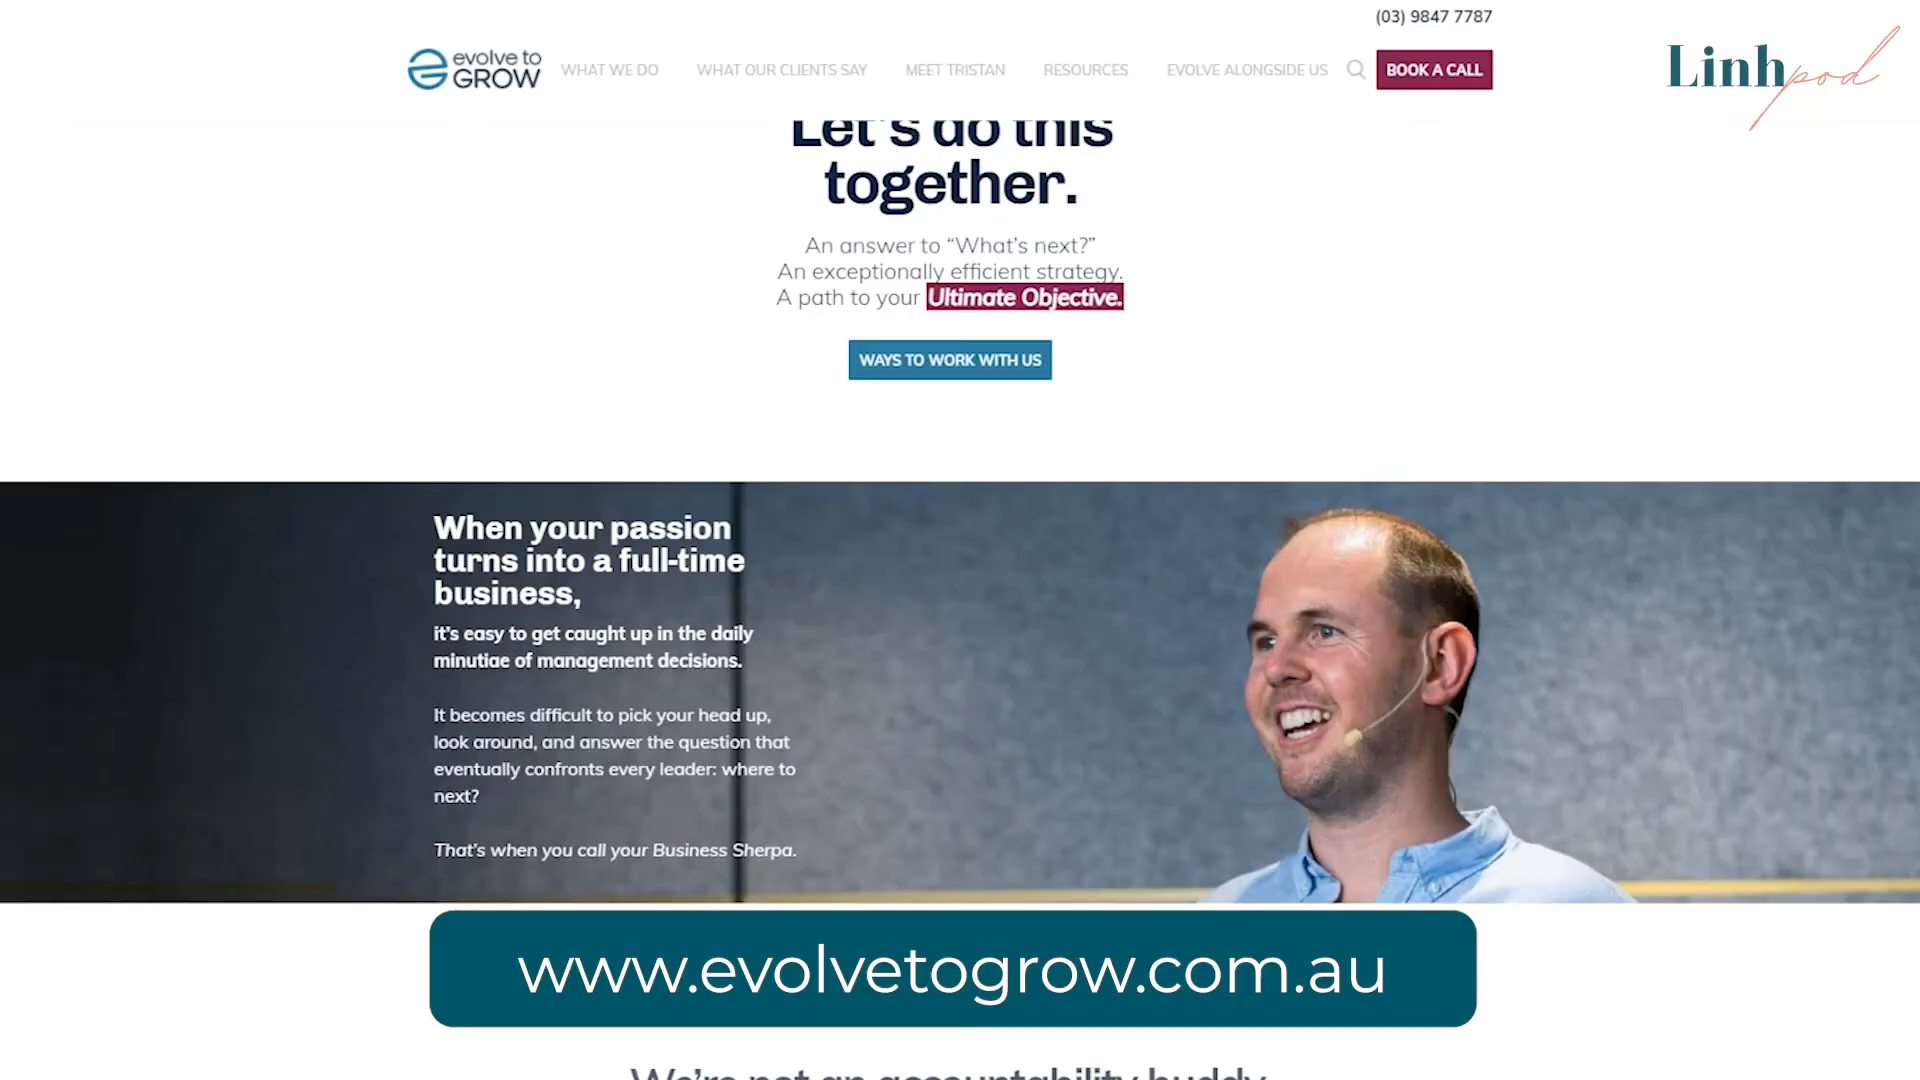 (03) 9847 7787
evolve to
GROW
WHAT WE DO
WHAT OUR CLIENTS SAY
MEET TRISTAN
RESOURCES
EVOLVE ALONGSIDE US
BOOK A CALL
Linh pod
Let's do this
together.
An answer to “What's next?”
An exceptionally efficient strategy.
A path to your Ultimate Objective.
WAYS TO WORK WITH US
When your passion
turns into a full-time
business,
it's easy to get caught up in the daily
minutiae of management decisions.
It becomes difficult to pick your head up,
look around, and answer the question that
eventually confronts every leader: where to
next?
That's when you call your Business Sherpa.
www.evolvetogrow.com.au
We're not an accountability buddy